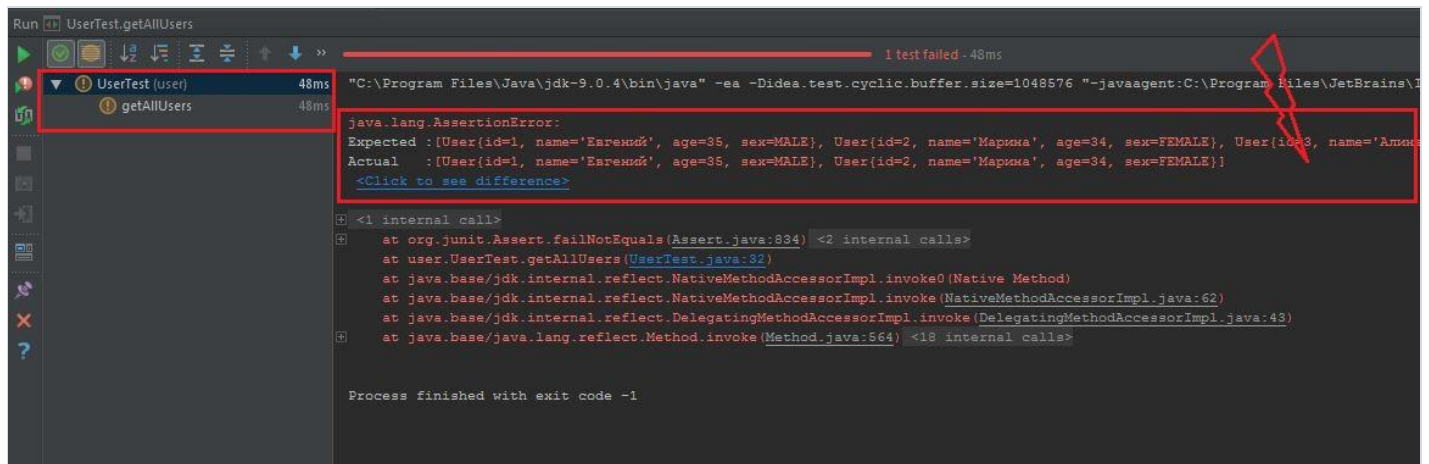 Run UserTest.getAllUsers
1 test failed - 48ms
UserTest (user) 48ms
getAllUsers 48ms
"C:\Program Files\Java\jdk-9.0.4\bin\java" -ea -Didea.test.cyclic.buffer.size=1048576 "-javaagent:C:\Program Files\JetBrains\I
java.lang.AssertionError:
Expected :[User{id=1, name='Евгений', age=35, sex=MALE}, User{id=2, name='Марина', age=34, sex=FEMALE}, User{id=3, name='Алина
Actual :[User{id=1, name='Евгений', age=35, sex=MALE}, User{id=2, name='Марина', age=34, sex=FEMALE}]
<Click to see difference>
<1 internal call>
at org.junit.Assert.failNotEquals(Assert.java:834) <2 internal calls>
at user.UserTest.getAllUsers(UserTest.java:32)
at java.base/jdk.internal.reflect.NativeMethodAccessorImpl.invoke0(Native Method)
at java.base/jdk.internal.reflect.NativeMethodAccessorImpl.invoke(NativeMethodAccessorImpl.java:62)
at java.base/jdk.internal.reflect.DelegatingMethodAccessorImpl.invoke(DelegatingMethodAccessorImpl.java:43)
at java.base/java.lang.reflect.Method.invoke(Method.java:564) <18 internal calls>
Process finished with exit code -1